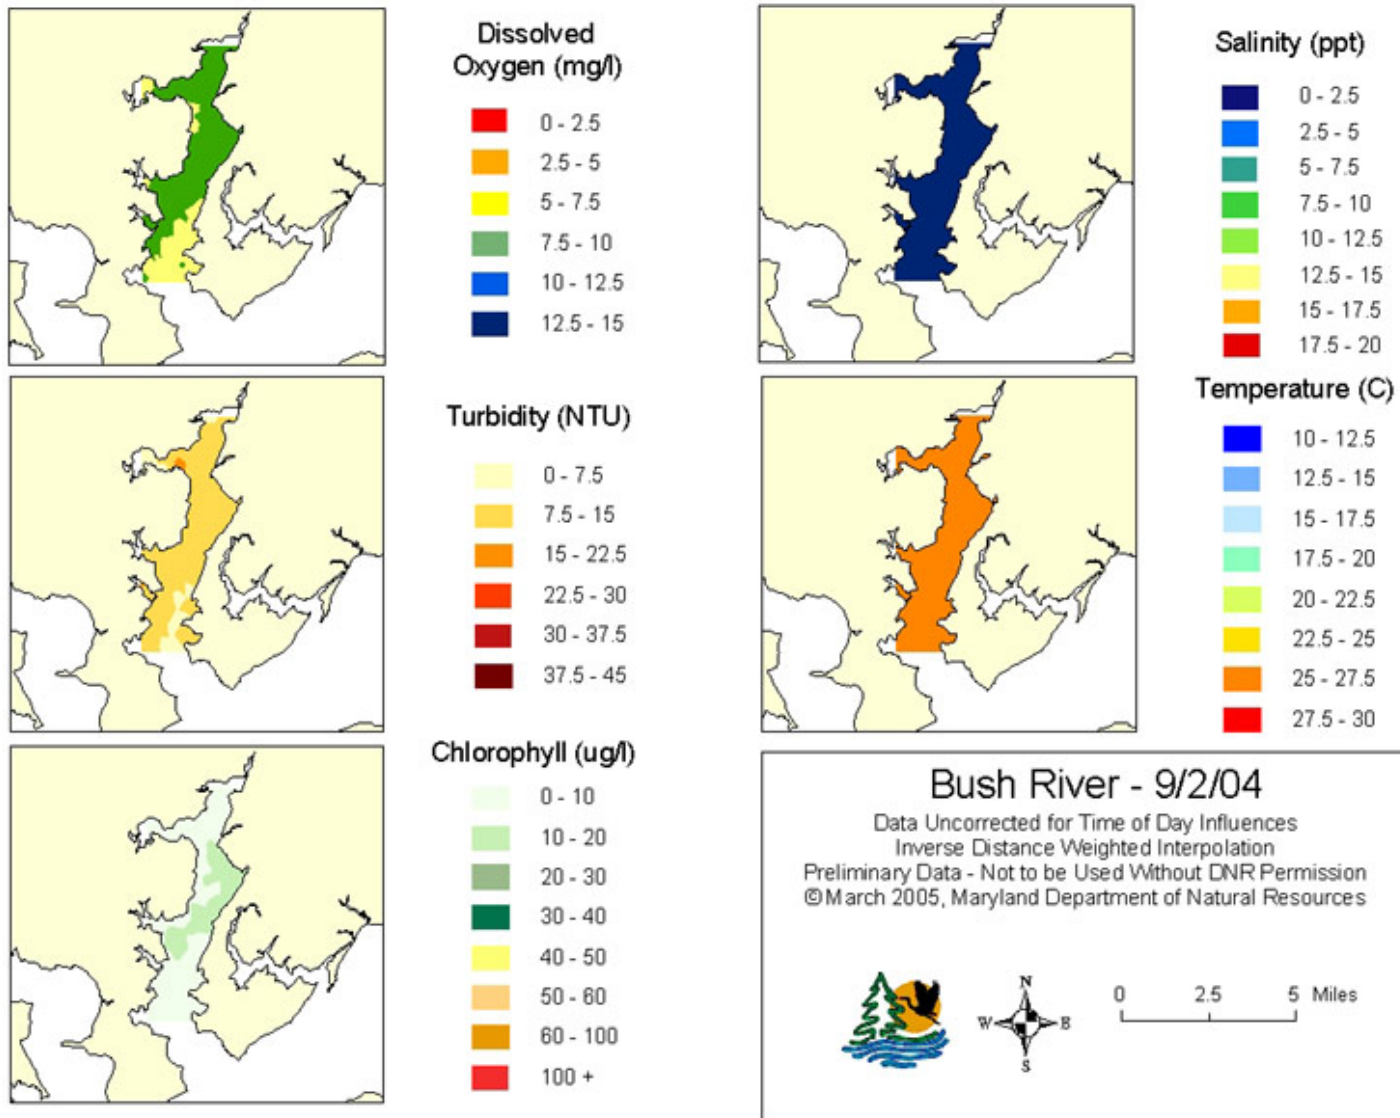 Dissolved
Oxygen (mg/l)
0 - 2.5
2.5 - 5
5 - 7.5
7.5 - 10
10 - 12.5
12.5 - 15
Salinity (ppt)
0 - 2.5
2.5 - 5
5 - 7.5
7.5 - 10
10 - 12.5
12.5 - 15
15 - 17.5
17.5 - 20
Turbidity (NTU)
0 - 7.5
7.5 - 15
15 - 22.5
22.5 - 30
30 - 37.5
37.5 - 45
Temperature (C)
10 - 12.5
12.5 - 15
15 - 17.5
17.5 - 20
20 - 22.5
22.5 - 25
25 - 27.5
27.5 - 30
Chlorophyll (ug/l)
0 - 10
10 - 20
20 - 30
30 - 40
40 - 50
50 - 60
60 - 100
100 +
Bush River - 9/2/04
Data Uncorrected for Time of Day Influences
Inverse Distance Weighted Interpolation
Preliminary Data - Not to be Used Without DNR Permission
© March 2005, Maryland Department of Natural Resources
N
W E
S
0 2.5 5 Miles